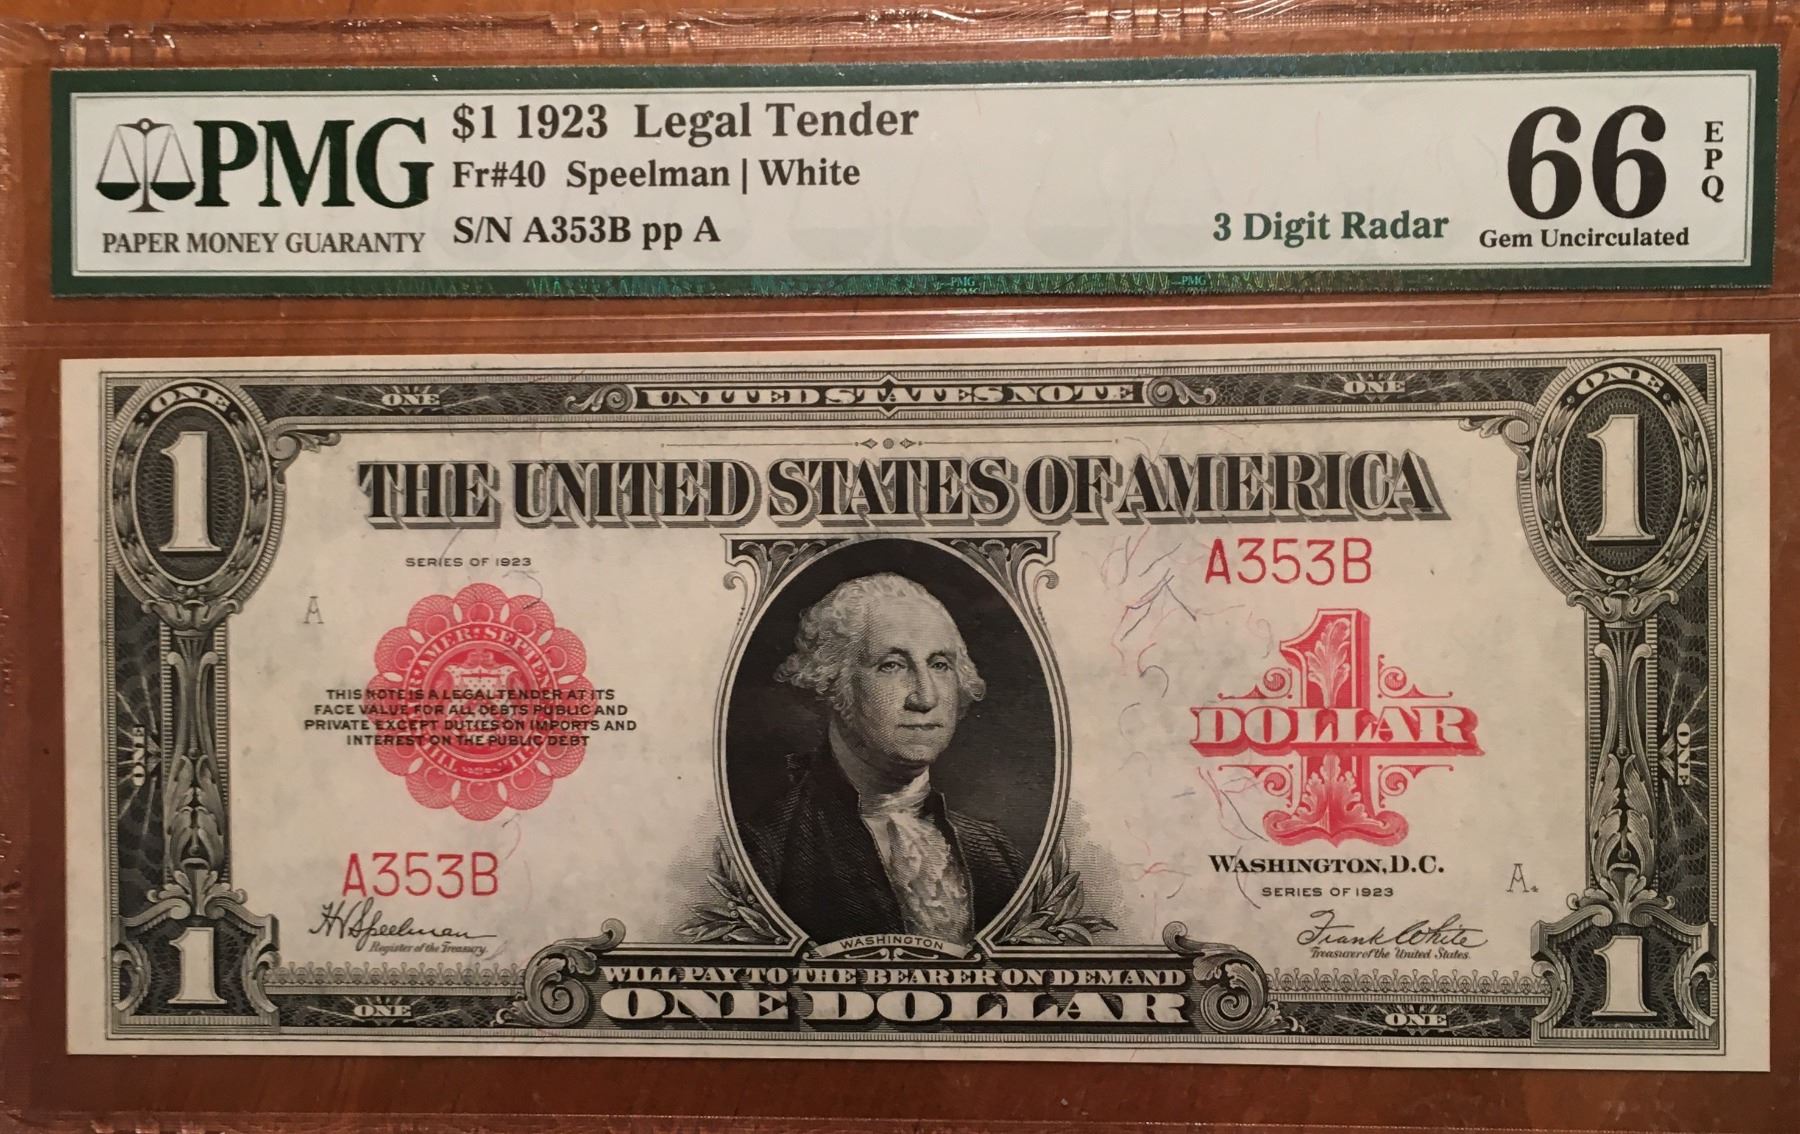 PMG
PAPER MONEY GUARANTY
$1 1923 Legal Tender
Fr#40 Speelman | White
S/N A353B pp A
3 Digit Radar
66
EPQ
Gem Uncirculated
PMG
PMG
ONE
ONE
UNITED STATES NOTE
ONE
ONE
1
1
THE UNITED STATES OF AMERICA
SERIES OF 1923
A353B
A
THIS NOTE IS A LEGAL TENDER AT ITS
FACE VALUE FOR ALL DEBTS PUBLIC AND
PRIVATE EXCEPT DUTIES ON IMPORTS AND
INTEREST ON THE PUBLIC DEBT
1
DOLLAR
ONE
ONE
A353B
WASHINGTON, D.C.
SERIES OF 1923
A
H V Speelman
Register of the Treasury.
Frank White
Treasurer of the United States.
WASHINGTON
WILL PAY TO THE BEARER ON DEMAND
ONE DOLLAR
1
1
ONE
ONE